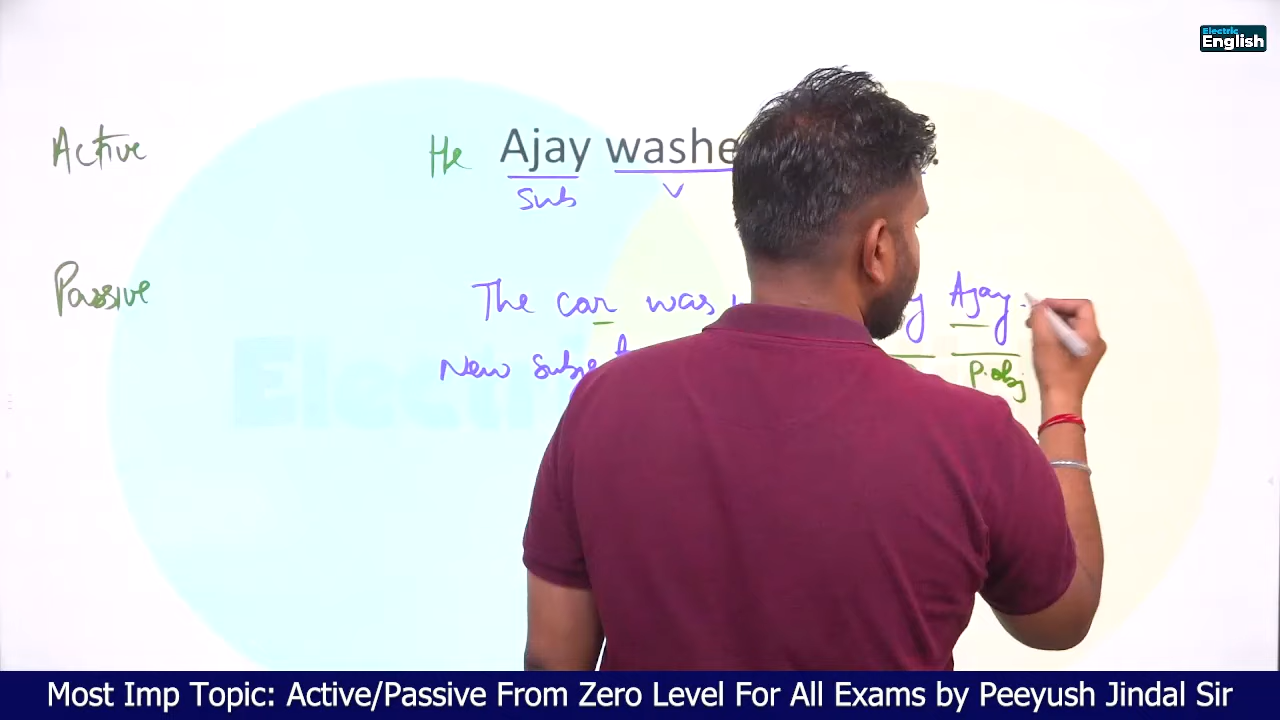 Electric
English
Active He Ajay washe .
Sub V
Passive The car was y Ajay.
New Subje P.obj
Electri
Most Imp Topic: Active/Passive From Zero Level For All Exams by Peeyush Jindal Sir